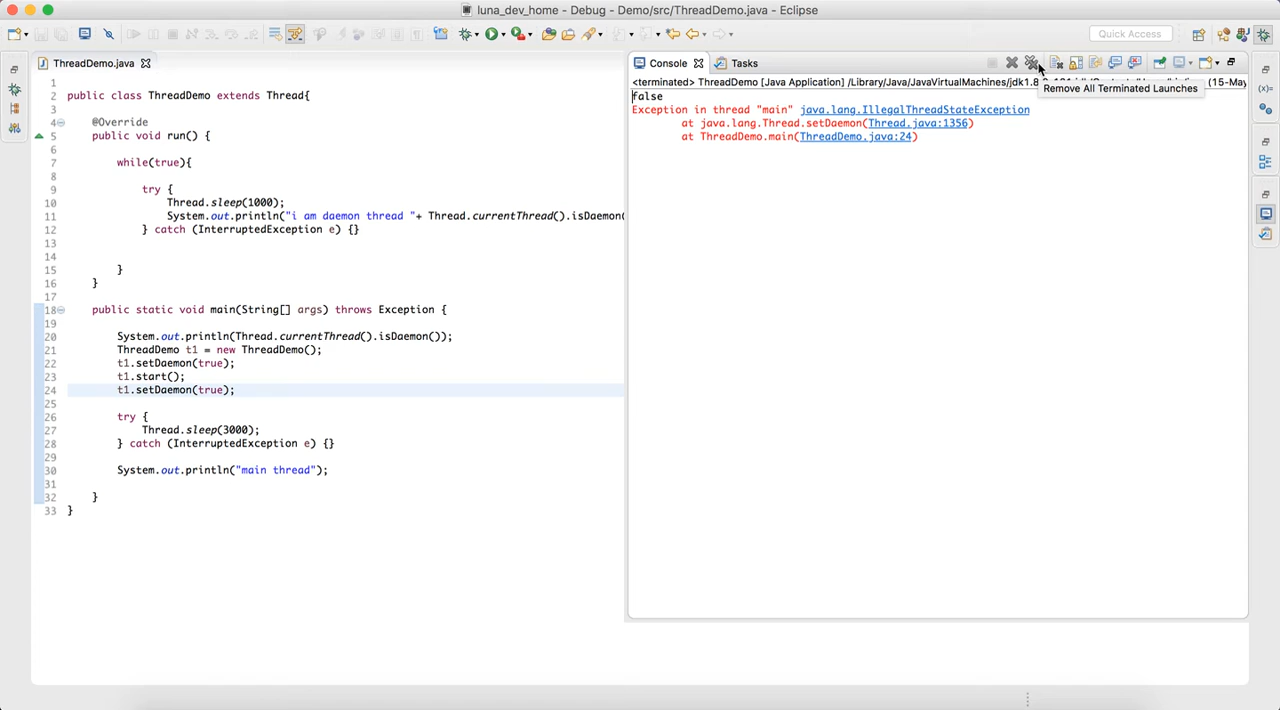 luna_dev_home - Debug - Demo/src/ThreadDemo.java - Eclipse
Quick Access
ThreadDemo.java
1
2 public class ThreadDemo extends Thread{
3
4 @Override
5 public void run() {
6
7 while(true){
8
9 try {
10 Thread.sleep(1000);
11 System.out.println("i am daemon thread "+ Thread.currentThread().isDaemon(
12 } catch (InterruptedException e) {}
13
14
15 }
16 }
17
18 public static void main(String[] args) throws Exception {
19
20 System.out.println(Thread.currentThread().isDaemon());
21 ThreadDemo t1 = new ThreadDemo();
22 t1.setDaemon(true);
23 t1.start();
24 t1.setDaemon(true);
25
26 try {
27 Thread.sleep(3000);
28 } catch (InterruptedException e) {}
29
30 System.out.println("main thread");
31
32 }
33 }
Console Tasks
<terminated> ThreadDemo [Java Application] /Library/Java/JavaVirtualMachines/jdk1.8 (15-May
Remove All Terminated Launches
false
Exception in thread "main" java.lang.IllegalThreadStateException
at java.lang.Thread.setDaemon(Thread.java:1356)
at ThreadDemo.main(ThreadDemo.java:24)